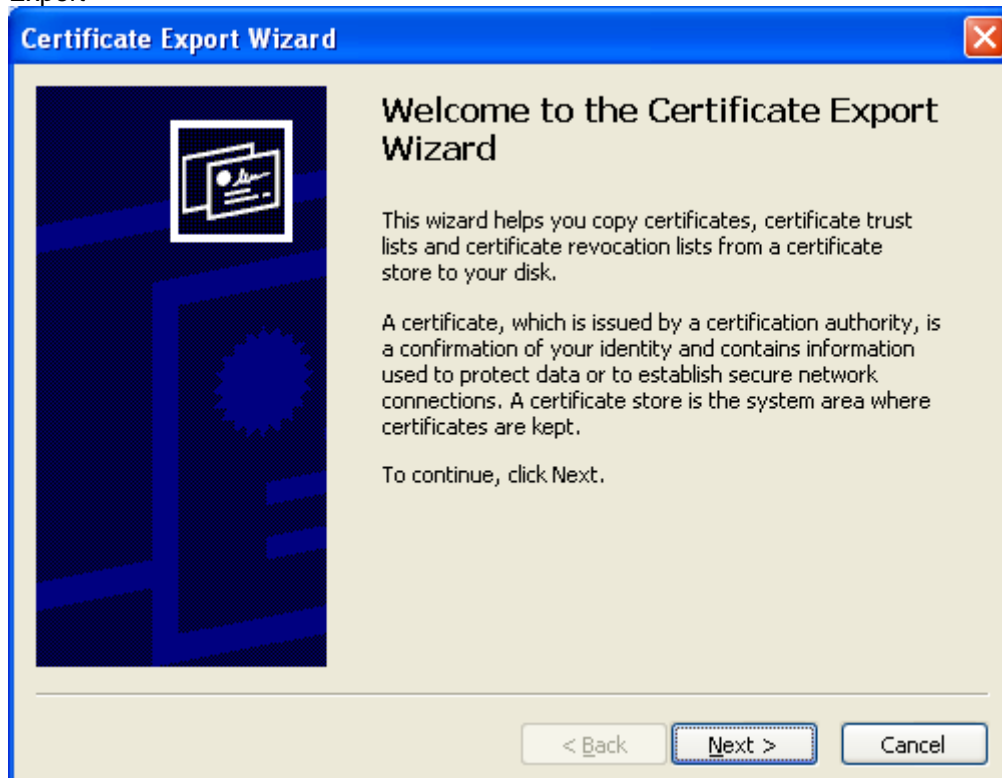 Export
Certificate Export Wizard
Welcome to the Certificate Export
Wizard
This wizard helps you copy certificates, certificate trust
lists and certificate revocation lists from a certificate
store to your disk.
A certificate, which is issued by a certification authority, is
a confirmation of your identity and contains information
used to protect data or to establish secure network
connections. A certificate store is the system area where
certificates are kept.
To continue, click Next.
< Back Next > Cancel